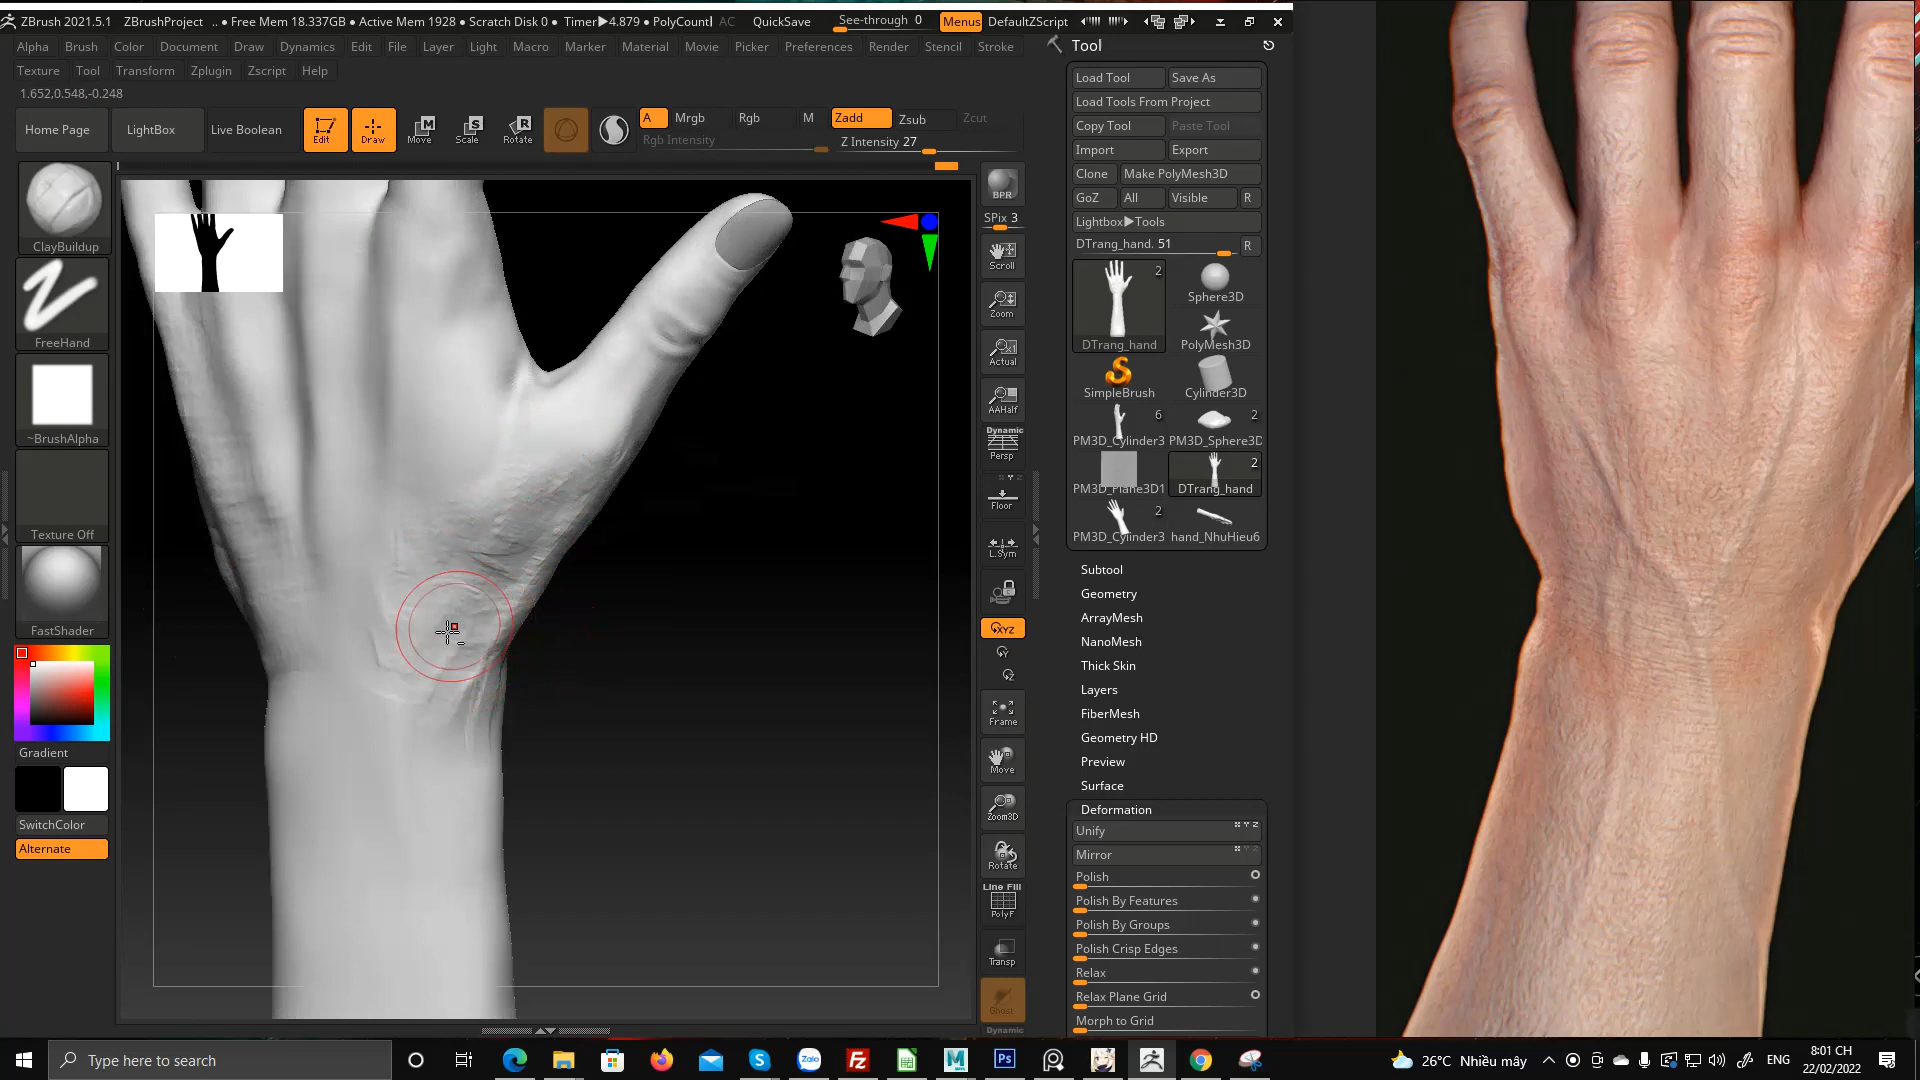 ZBrush 2021.5.1 ZBrushProject .. ● Free Mem 18.337GB ● Active Mem 1928 ● Scratch Disk 0 ● Timer▶4.879 ● PolyCount AC QuickSave See-through 0 Menus DefaultZScript
Alpha Brush Color Document Draw Dynamics Edit File Layer Light Macro Marker Material Movie Picker Preferences Render Stencil Stroke
Texture Tool Transform Zplugin Zscript Help
1.652,0.548,-0.248
Home Page LightBox Live Boolean Edit Draw Move Scale Rotate A Mrgb Rgb M Zadd Zsub Zcut
Rgb Intensity Z Intensity 27
ClayBuildup
FreeHand
~BrushAlpha
Texture Off
FastShader
Gradient
SwitchColor
Alternate
BPR
SPix 3
Scroll
Zoom
Actual
AAHalf
Dynamic
Persp
Floor
L.Sym
XYZ
Y
Z
Frame
Move
Zoom3D
Rotate
Line Fill
PolyF
Transp
Ghost
Dynamic
Tool
Load Tool Save As
Load Tools From Project
Copy Tool Paste Tool
Import Export
Clone Make PolyMesh3D
GoZ All Visible R
Lightbox▶Tools
DTrang_hand. 51 R
2
DTrang_hand Sphere3D
PolyMesh3D
SimpleBrush Cylinder3D
6 2
PM3D_Cylinder3 PM3D_Sphere3D
2
PM3D_Plane3D1 DTrang_hand
2
PM3D_Cylinder3 hand_NhuHieu6
Subtool
Geometry
ArrayMesh
NanoMesh
Thick Skin
Layers
FiberMesh
Geometry HD
Preview
Surface
Deformation
Unify
Mirror
Polish
Polish By Features
Polish By Groups
Polish Crisp Edges
Relax
Relax Plane Grid
Morph to Grid
Type here to search
26°C Nhiều mây
ENG
8:01 CH
22/02/2022